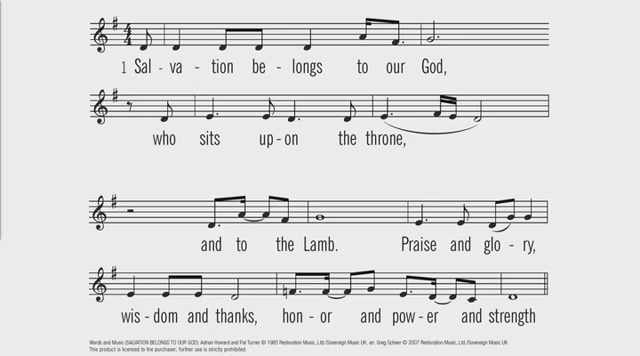 1 Sal - va - tion be - longs to our God,
who sits up - on the throne,
and to the Lamb. Praise and glo - ry,
wis - dom and thanks, hon - or and pow - er and strength
Words and Music (SALVATION BELONGS TO OUR GOD): Adrian Howard and Pat Turner © 1985 Restoration Music, Ltd./Sovereign Music UK; arr. Greg Scheer © 2007 Restoration Music, Ltd./Sovereign Music UK
This product is licensed to the purchaser; further use is strictly prohibited.